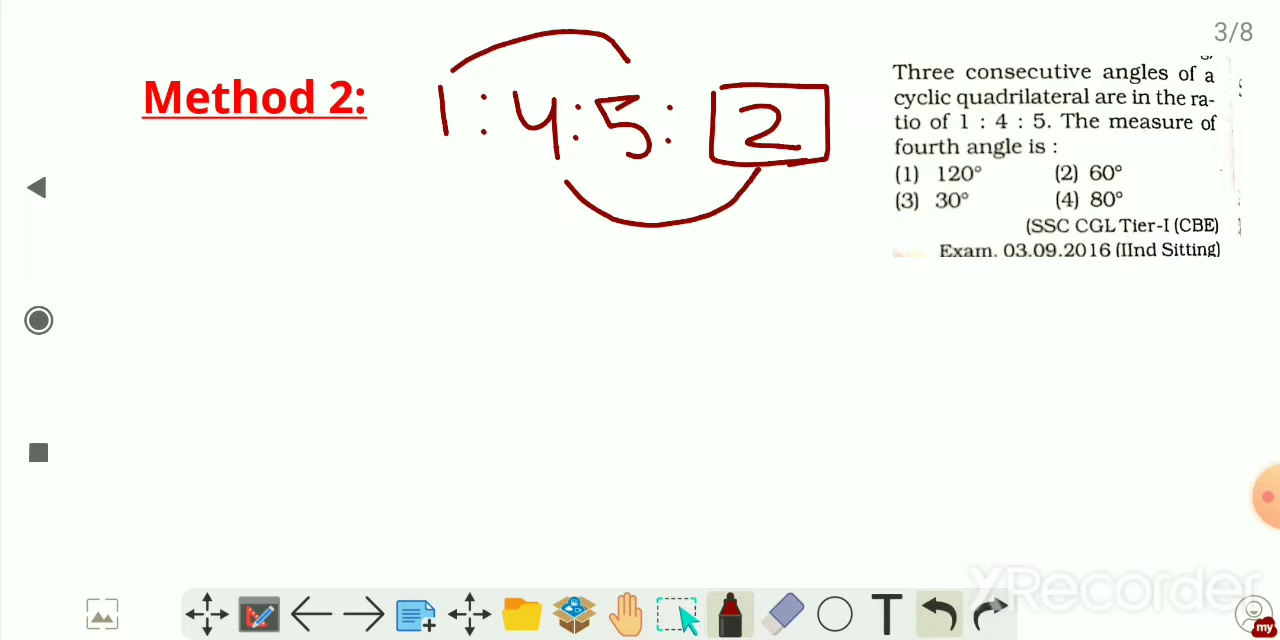 3/8
Method 2:
1 : 4 : 5 : 2
Three consecutive angles of a
cyclic quadrilateral are in the ra-
tio of 1 : 4 : 5. The measure of
fourth angle is :
(1) 120° (2) 60°
(3) 30° (4) 80°
(SSC CGL Tier-I (CBE)
Exam. 03.09.2016 (IInd Sitting)
XRecorder
T
my